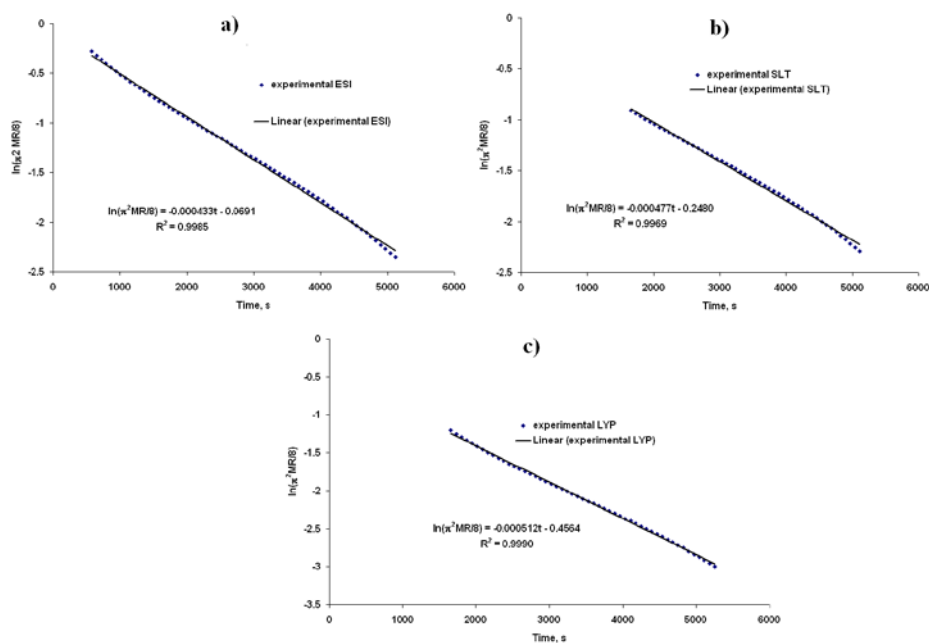 a)
0
-0.5
-1
-1.5
-2
-2.5
ln(π2 MR/8)
experimental ESI
Linear (experimental ESI)
ln(π²MR/8) = -0.000433t - 0.0691
R² = 0.9985
0 1000 2000 3000 4000 5000 6000
Time, s
b)
0
-0.5
-1
-1.5
-2
-2.5
ln(π²MR/8)
experimental SLT
Linear (experimental SLT)
ln(π²MR/8) = -0.000477t - 0.2480
R² = 0.9969
0 1000 2000 3000 4000 5000 6000
Time, s
c)
0
-0.5
-1
-1.5
-2
-2.5
-3
-3.5
ln(π²MR/8)
experimental LYP
Linear (experimental LYP)
ln(π²MR/8) = -0.000512t - 0.4564
R² = 0.9990
0 1000 2000 3000 4000 5000 6000
Time, s